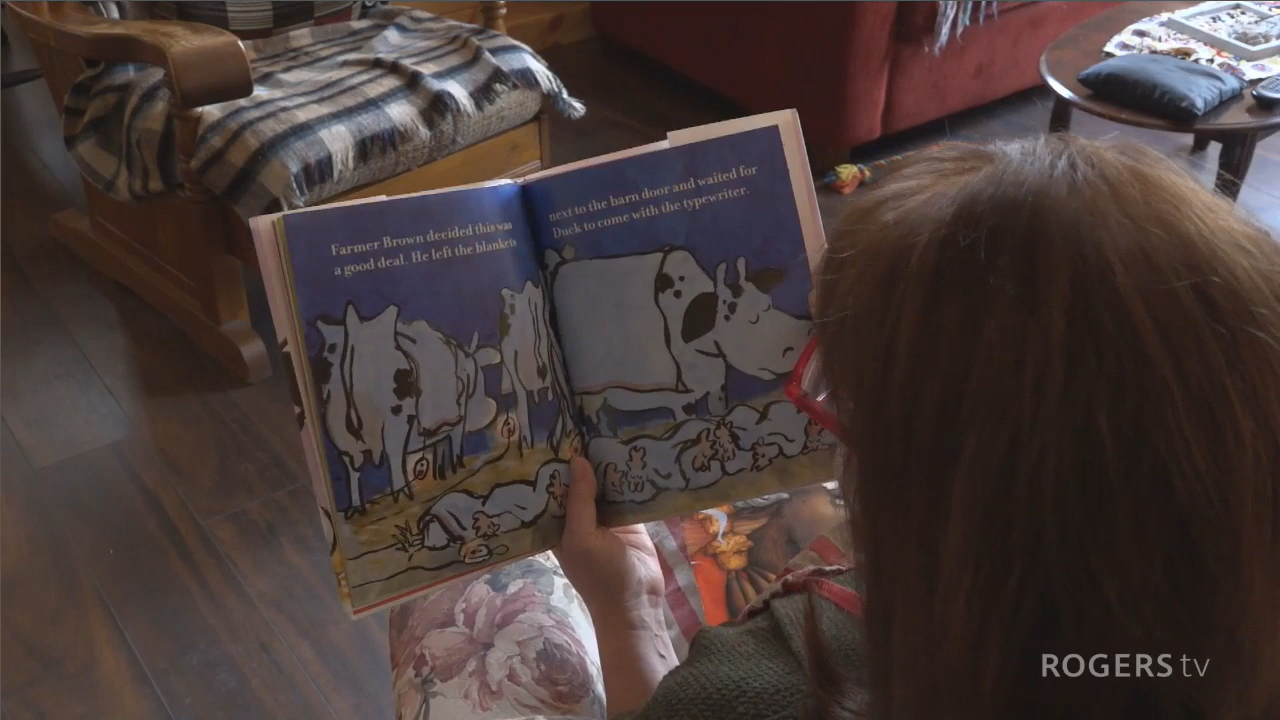 Farmer Brown decided this was
a good deal. He left the blankets
next to the barn door and waited for
Duck to come with the typewriter.
ROGERS tv